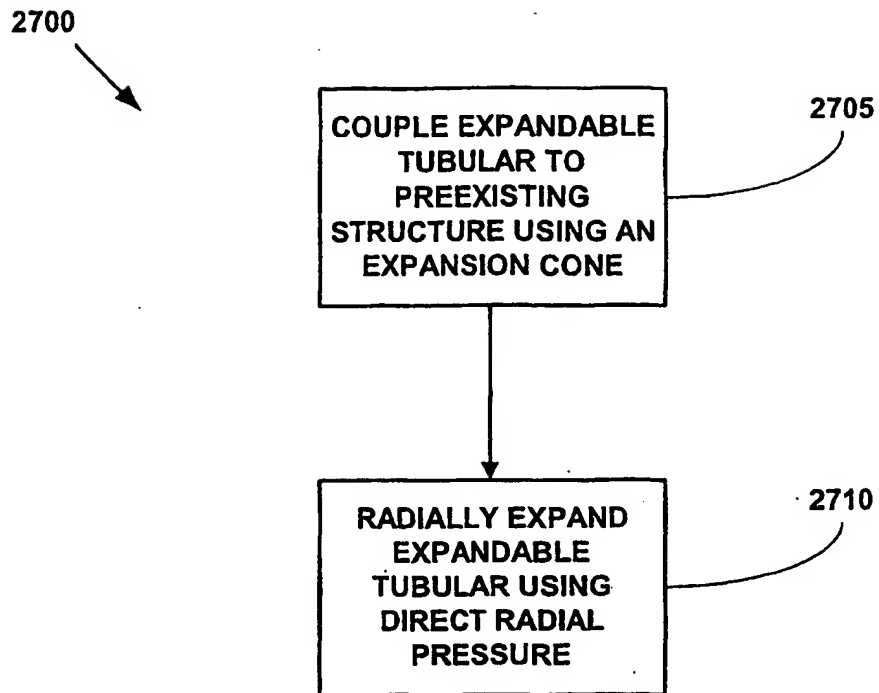 2700
COUPLE EXPANDABLE
TUBULAR TO
PREEXISTING
STRUCTURE USING AN
EXPANSION CONE
2705
RADIALLY EXPAND
EXPANDABLE
TUBULAR USING
DIRECT RADIAL
PRESSURE
2710